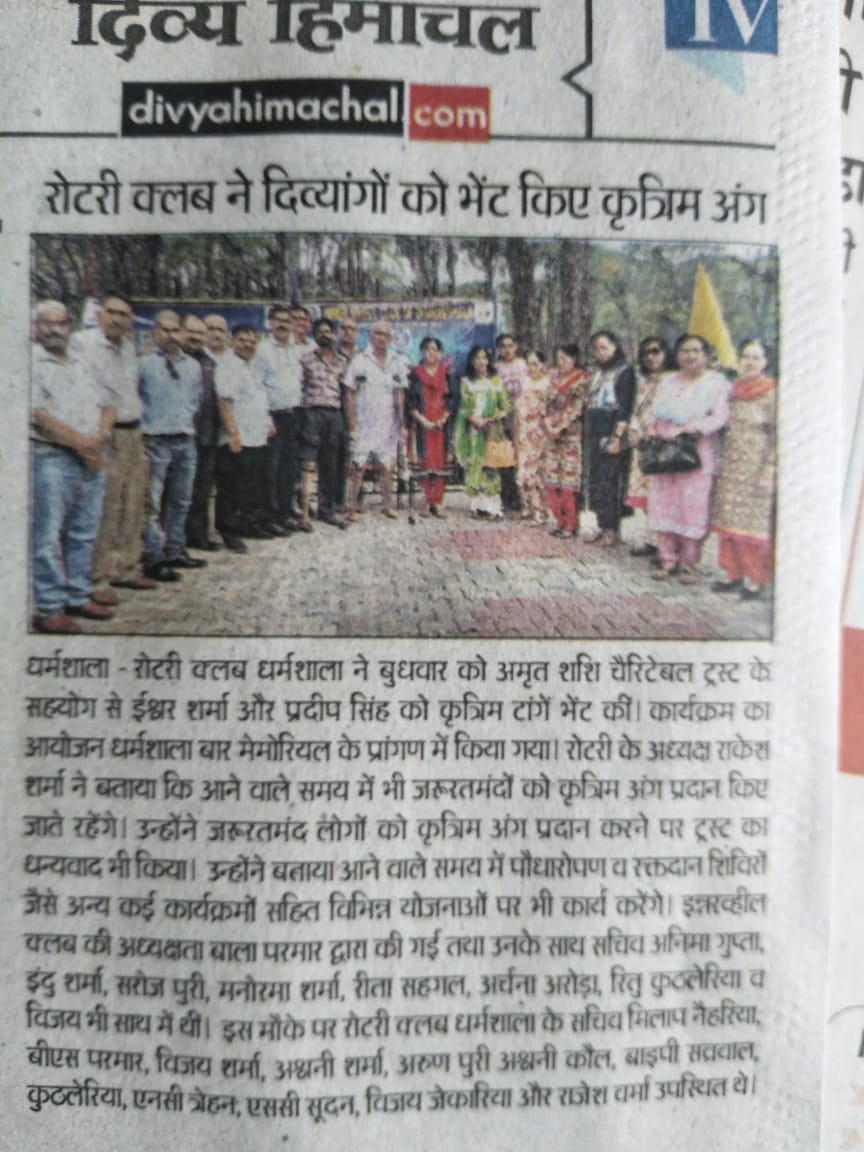 दिव्य हिमाचल
IV
divyahimachal.com
रोटरी क्लब ने दिव्यांगों को भेंट किए कृत्रिम अंग
धर्मशाला - रोटरी क्लब धर्मशाला ने बुधवार को अमृत शशि चैरिटेबल ट्रस्ट के
सहयोग से ईश्वर शर्मा और प्रदीप सिंह को कृत्रिम टांगें भेंट कीं। कार्यक्रम का
आयोजन धर्मशाला बार मेमोरियल के प्रांगण में किया गया। रोटरी के अध्यक्ष राकेश
शर्मा ने बताया कि आने वाले समय में भी जरूरतमंदों को कृत्रिम अंग प्रदान किए
जाते रहेंगे। उन्होंने जरूरतमंद लोगों को कृत्रिम अंग प्रदान करने पर ट्रस्ट का
धन्यवाद भी किया। उन्होंने बताया आने वाले समय में पौधारोपण व रक्तदान शिविरों
जैसे अन्य कई कार्यक्रमों सहित विभिन्न योजनाओं पर भी कार्य करेंगे। इन्नरव्हील
क्लब की अध्यक्षता बाला परमार द्वारा की गई तथा उनके साथ सचिव अनिमा गुप्ता,
इंदु शर्मा, सरोज पुरी, मनोरमा शर्मा, रीता सहगल, अर्चना अरोड़ा, रितु कुठलेरिया व
विजय भी साथ में थीं। इस मौके पर रोटरी क्लब धर्मशाला के सचिव मिलाप नैहरिया,
बीएस परमार, विजय शर्मा, अश्वनी शर्मा, अरुण पुरी अश्वनी कौल, वाइपी
कुठलेरिया, एनसी त्रेहन, एससी सूदन, विजय जेकारिया और राजेश वर्मा उपस्थित थे।